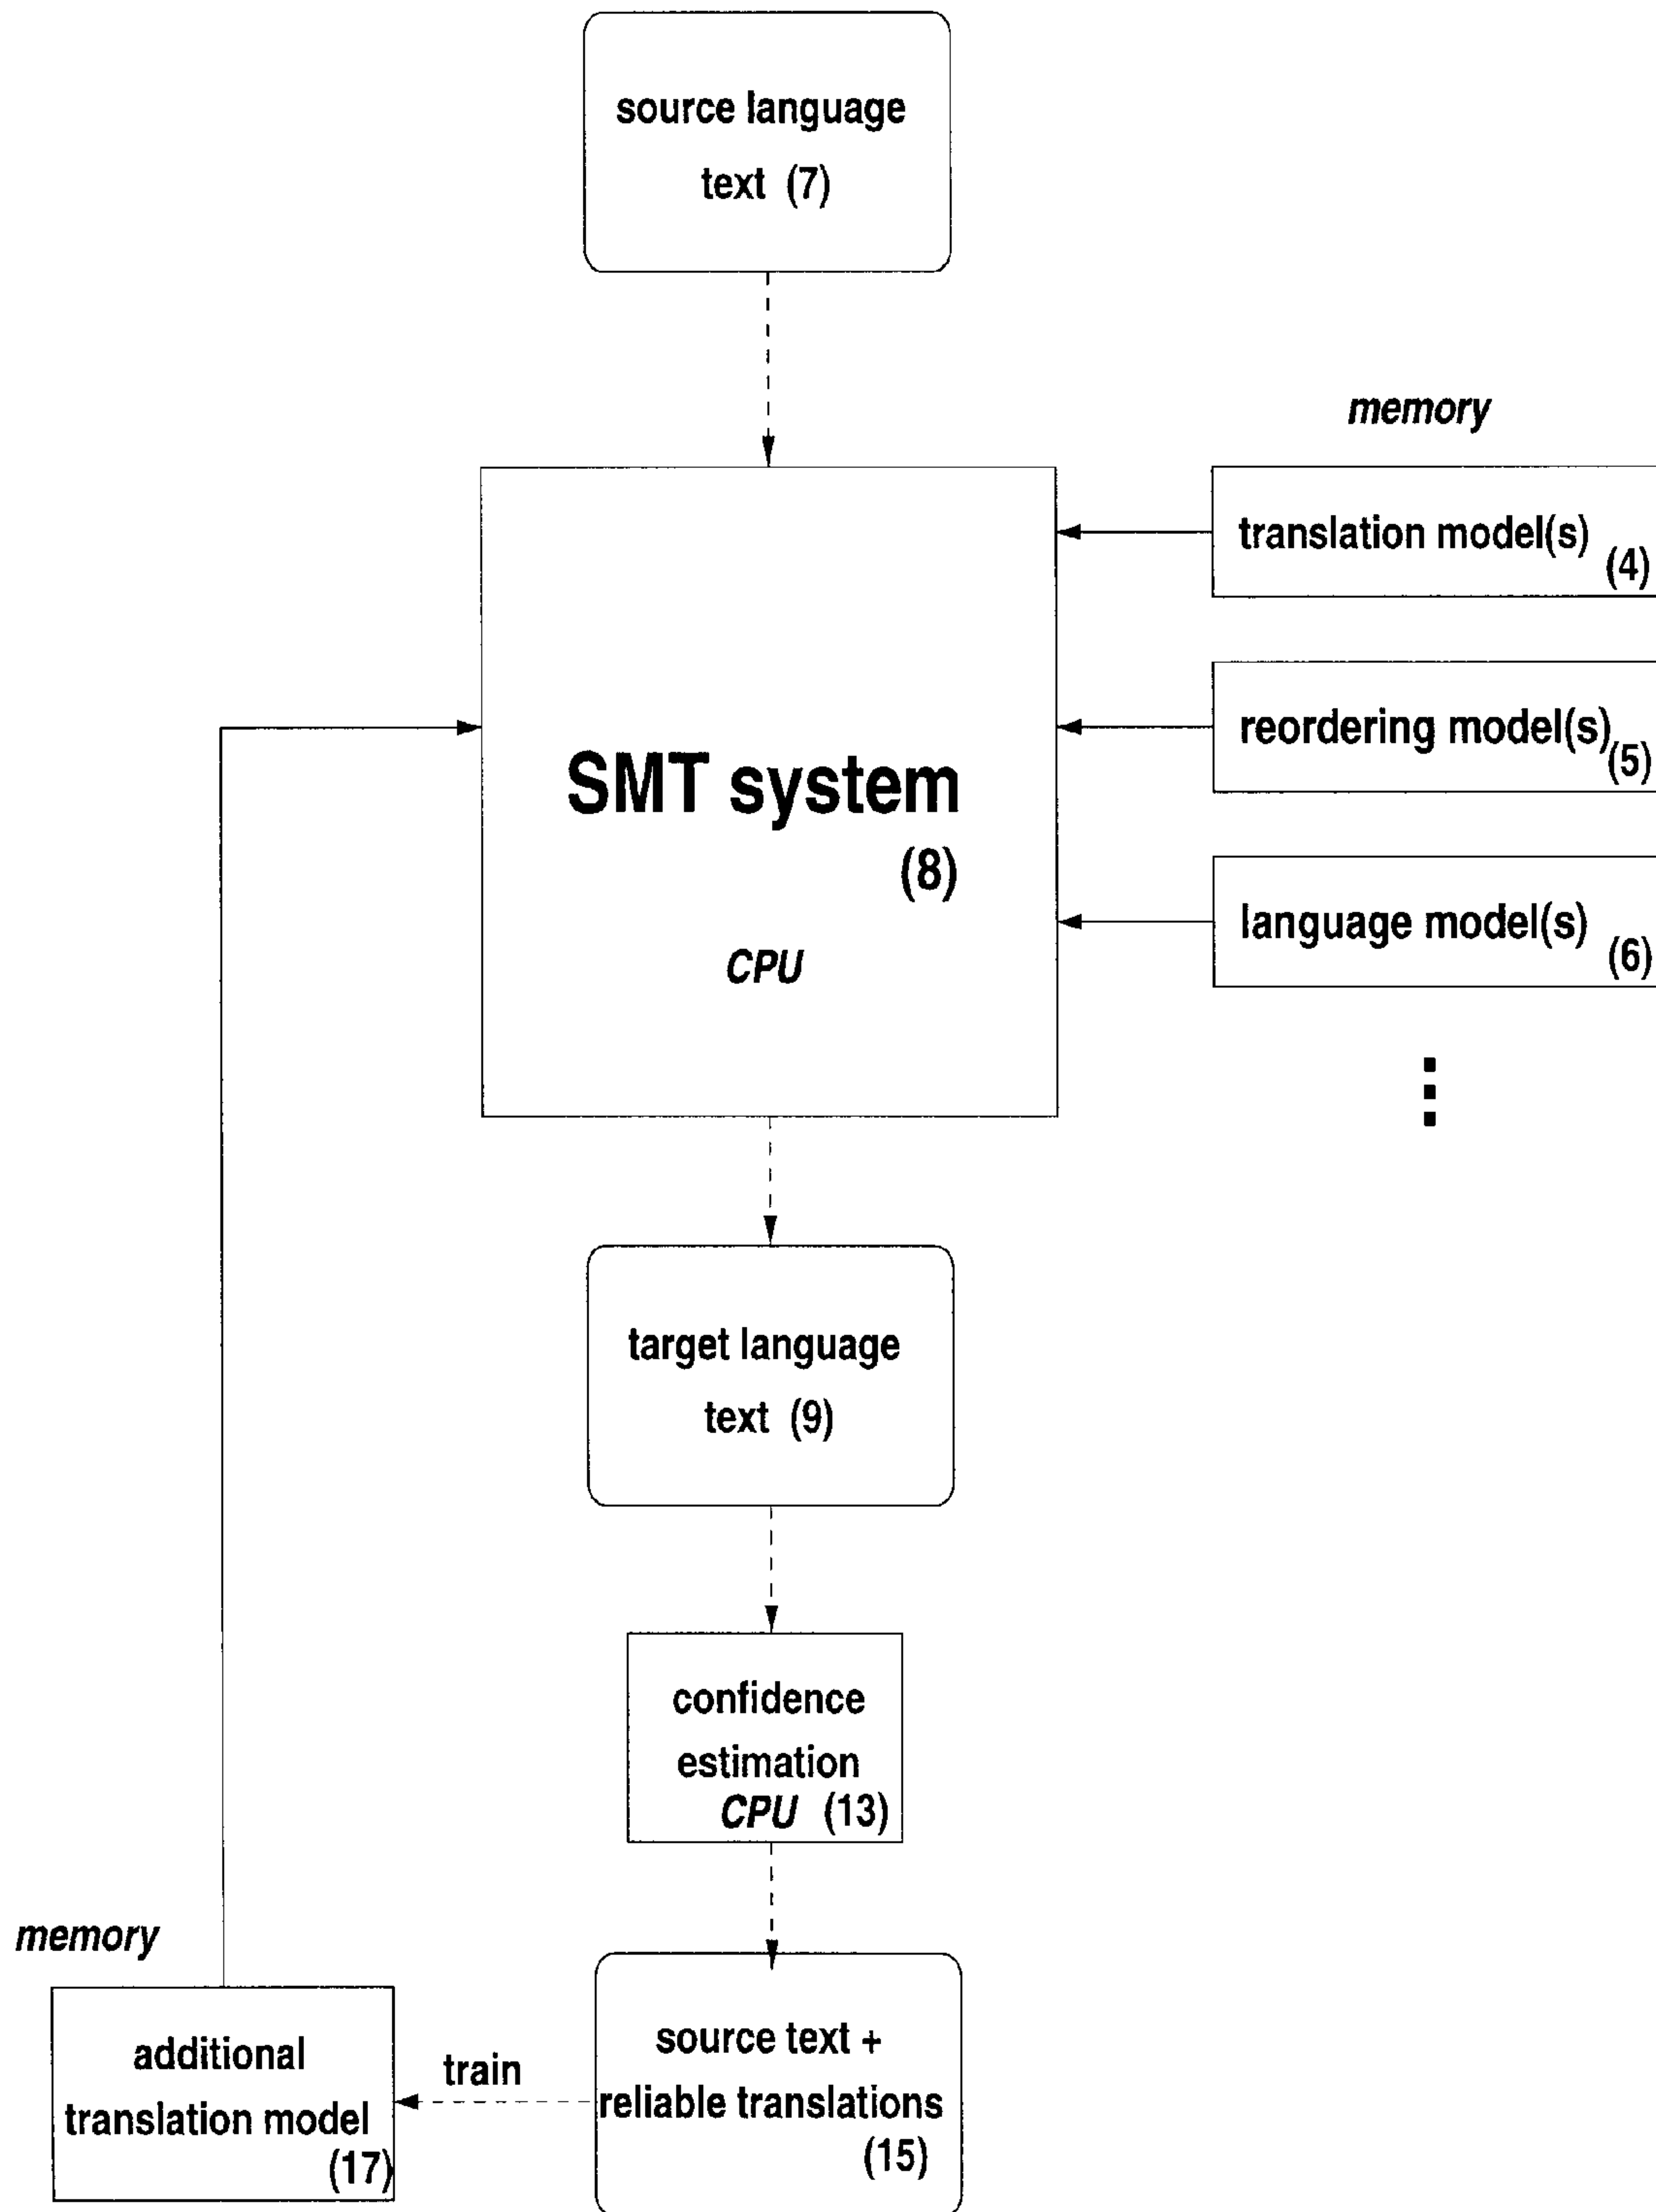 source language
text (7)
memory
translation model(s)
(4)
reordering model(s)
(5)
SMT system
(8)
language model(s)
(6)
CPU
target language
text (9)
confidence
estimation
CPU (13)
memory
additional
translation model
(17)
train
source text +
reliable translations
(15)